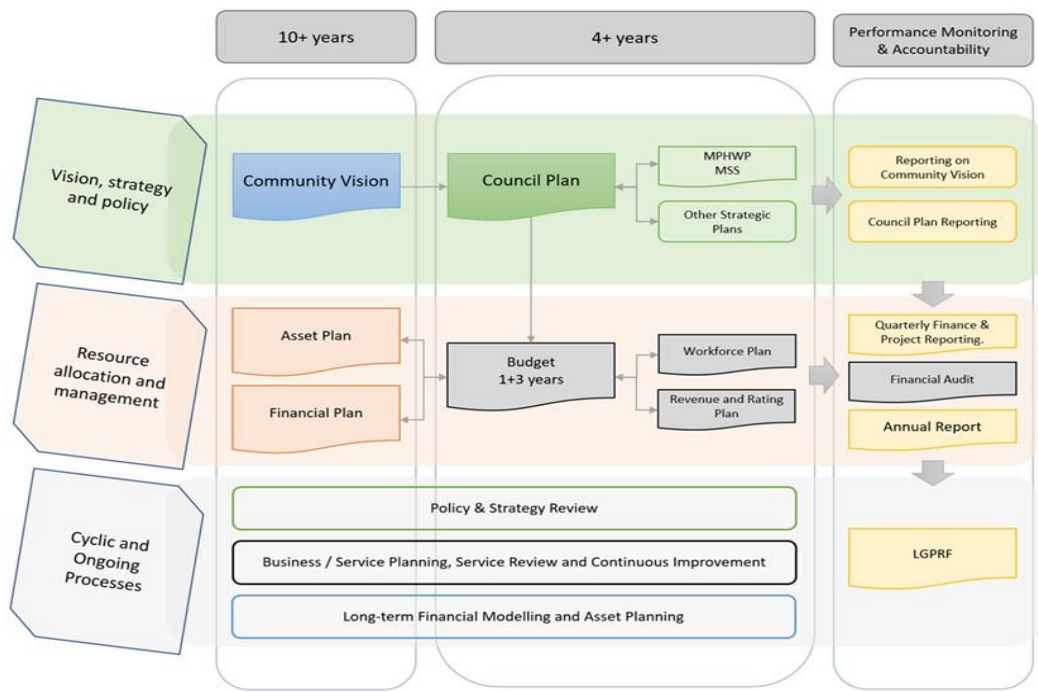 10+ years
4+ years
Performance Monitoring
& Accountability
Vision, strategy
and policy
Community Vision
Council Plan
MPHWP
MSS
Other Strategic
Plans
Reporting on
Community Vision
Council Plan Reporting
Resource
allocation and
management
Asset Plan
Financial Plan
Budget
1+3 years
Workforce Plan
Revenue and Rating
Plan
Quarterly Finance &
Project Reporting.
Financial Audit
Annual Report
Cyclic and
Ongoing
Processes
Policy & Strategy Review
Business / Service Planning, Service Review and Continuous Improvement
Long-term Financial Modelling and Asset Planning
LGPRF